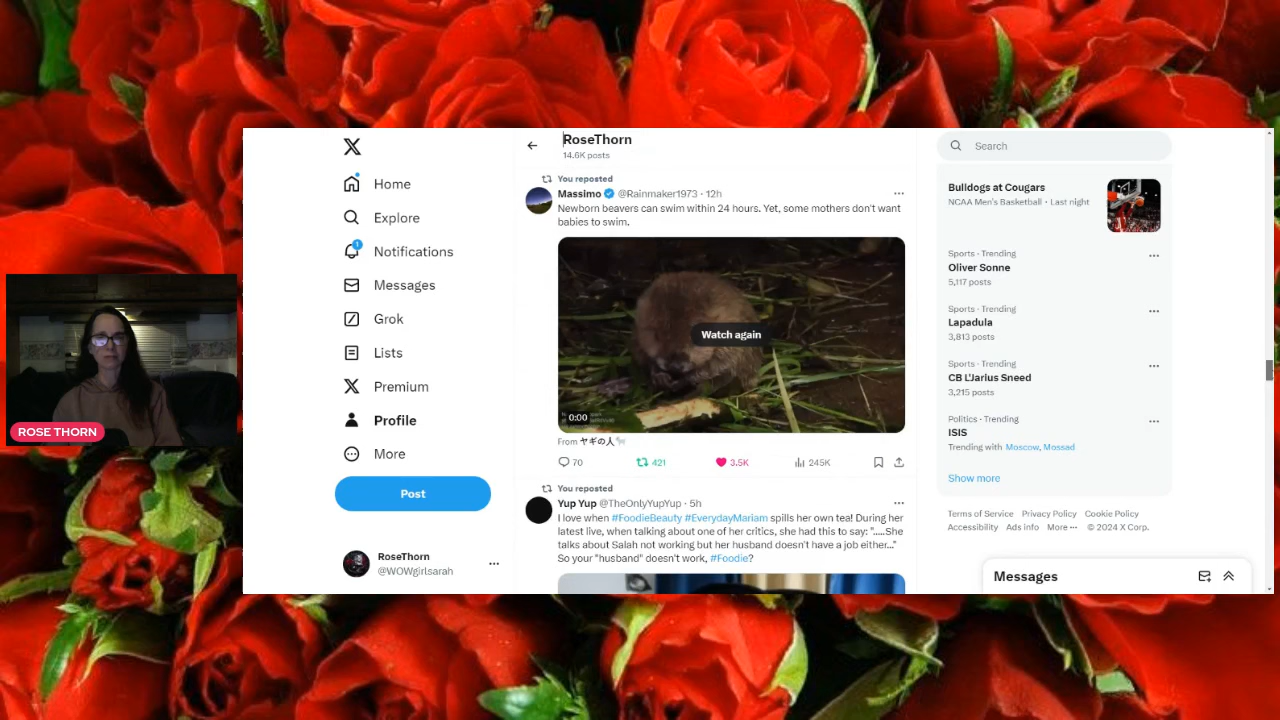 Home
Explore
1
Notifications
Messages
Grok
Lists
Premium
Profile
More
Post
RoseThorn
@WOWgirlsarah
ROSE THORN
RoseThorn
14.6K posts
You reposted
Massimo @Rainmaker1973 · 12h
Newborn beavers can swim within 24 hours. Yet, some mothers don't want
babies to swim.
Watch again
0:00
From ヤギの人🐐
70 421 3.5K 245K
You reposted
Yup Yup @TheOnlyYupYup · 5h
I love when #FoodieBeauty #EverydayMariam spills her own tea! During her
latest live, when talking about one of her critics, she had this to say: ".....She
talks about Salah not working but her husband doesn't have a job either..."
So your "husband" doesn't work, #Foodie?
Search
Bulldogs at Cougars
NCAA Men's Basketball · Last night
Sports · Trending
Oliver Sonne
5,117 posts
Sports · Trending
Lapadula
3,813 posts
Sports · Trending
CB L'Jarius Sneed
3,215 posts
Politics · Trending
ISIS
Trending with Moscow, Mossad
Show more
Terms of Service Privacy Policy Cookie Policy
Accessibility Ads info More ··· © 2024 X Corp.
Messages